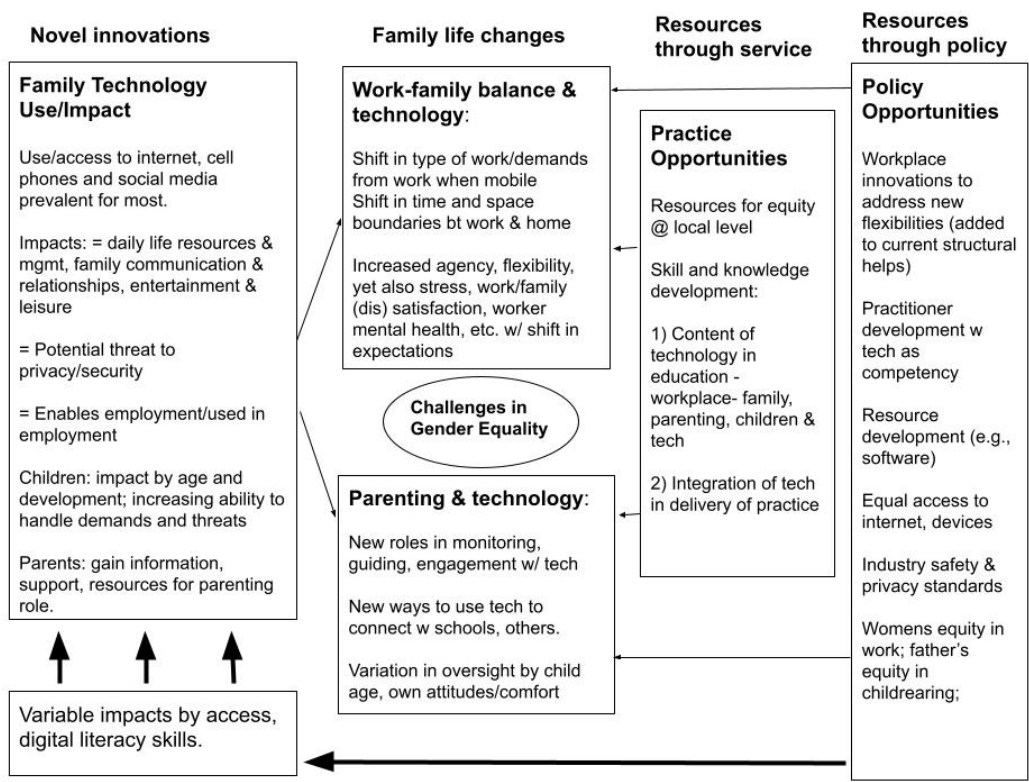 Novel innovations
Family life changes
Resources
through service
Resources
through policy
Family Technology
Use/Impact
Use/access to internet, cell
phones and social media
prevalent for most.
Impacts: = daily life resources &
mgmt, family communication &
relationships, entertainment &
leisure
= Potential threat to
privacy/security
= Enables employment/used in
employment
Children: impact by age and
development; increasing ability to
handle demands and threats
Parents: gain information,
support, resources for parenting
role.
Variable impacts by access,
digital literacy skills.
Work-family balance &
technology:
Shift in type of work/demands
from work when mobile
Shift in time and space
boundaries bt work & home
Increased agency, flexibility,
yet also stress, work/family
(dis) satisfaction, worker
mental health, etc. w/ shift in
expectations
Challenges in
Gender Equality
Parenting & technology:
New roles in monitoring,
guiding, engagement w/ tech
New ways to use tech to
connect w schools, others.
Variation in oversight by child
age, own attitudes/comfort
Practice
Opportunities
Resources for equity
@ local level
Skill and knowledge
development:
1) Content of
technology in
education -
workplace- family,
parenting, children &
tech
2) Integration of tech
in delivery of practice
Policy
Opportunities
Workplace
innovations to
address new
flexibilities (added
to current structural
helps)
Practitioner
development w
tech as
competency
Resource
development (e.g.,
software)
Equal access to
internet, devices
Industry safety &
privacy standards
Womens equity in
work; father's
equity in
childrearing;